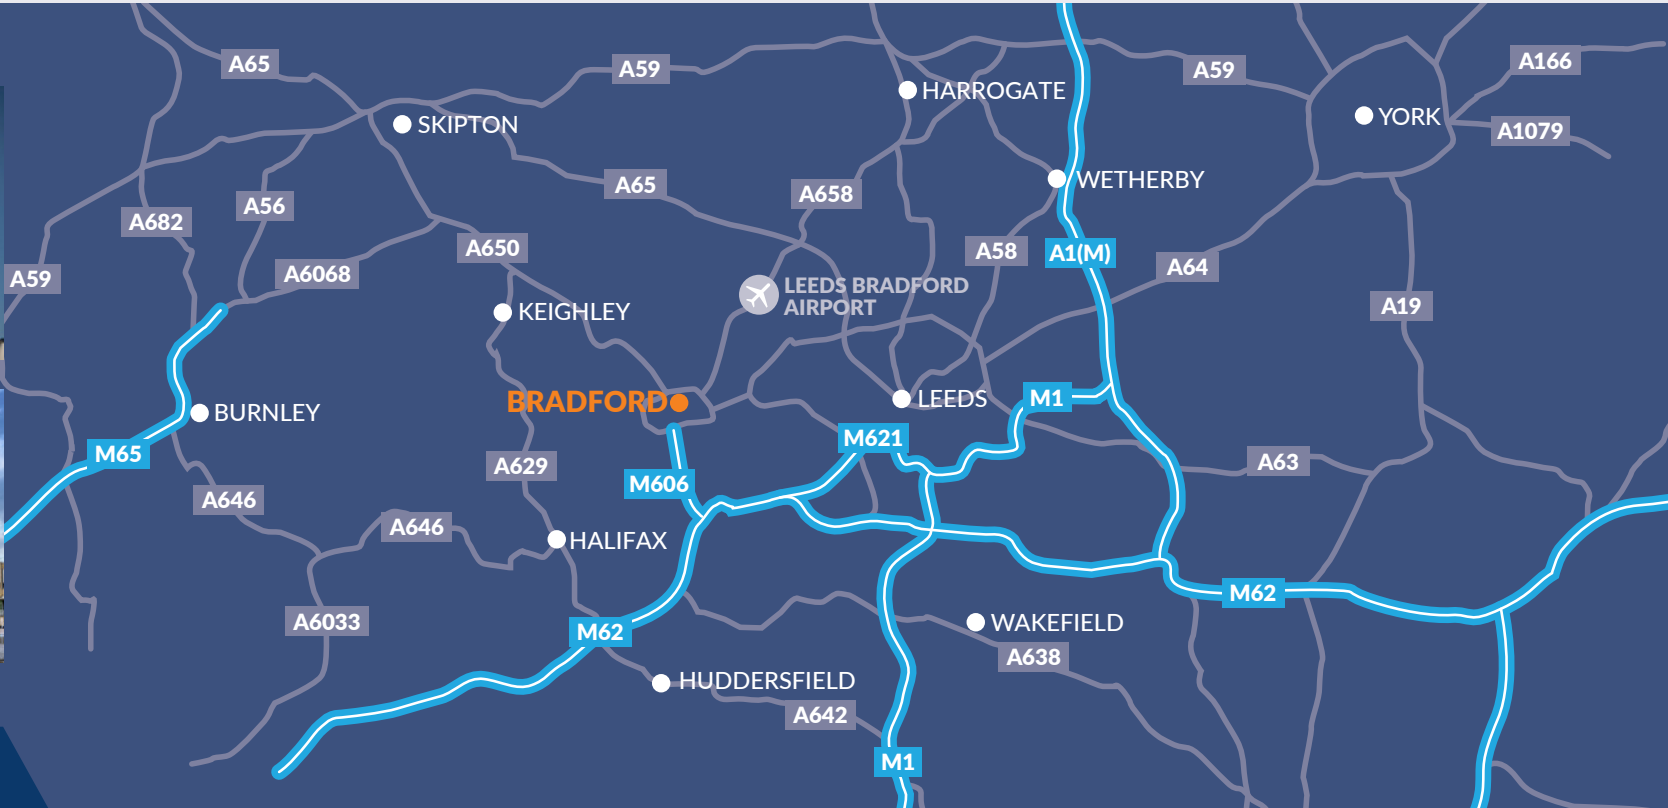 A65
A59
A59
A166
HARROGATE
YORK
SKIPTON
A1079
A65
A658
WETHERBY
A56
A682
A650
A58
A1(M)
A64
A59
A6068
LEEDS BRADFORD
AIRPORT
KEIGHLEY
A19
BRADFORD
LEEDS
M1
BURNLEY
M65
M621
A629
A63
M606
A646
A646
HALIFAX
M62
A6033
M62
WAKEFIELD
A638
HUDDERSFIELD
A642
M1